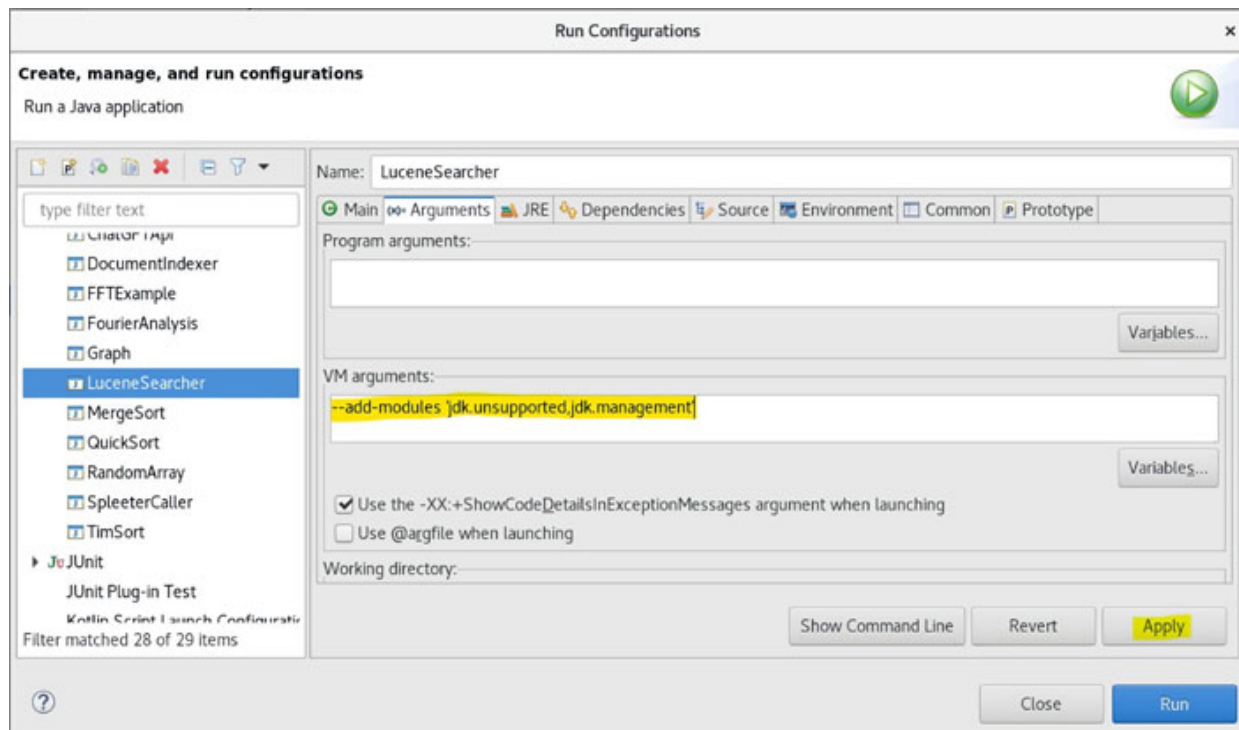 Run Configurations
Create, manage, and run configurations
Run a Java application
type filter text
DocumentIndexer
FFTExample
FourierAnalysis
Graph
LuceneSearcher
MergeSort
QuickSort
RandomArray
SpleeterCaller
TimSort
JUnit
JUnit Plug-in Test
Kotlin Script Launch Configuratic
Filter matched 28 of 29 items
Name: LuceneSearcher
Main Arguments JRE Dependencies Source Environment Common Prototype
Program arguments:
Variables...
VM arguments:
--add-modules 'jdk.unsupported,jdk.management'
Variables...
Use the -XX:+ShowCodeDetailsInExceptionMessages argument when launching
Use @argfile when launching
Working directory:
Show Command Line Revert Apply
Close Run